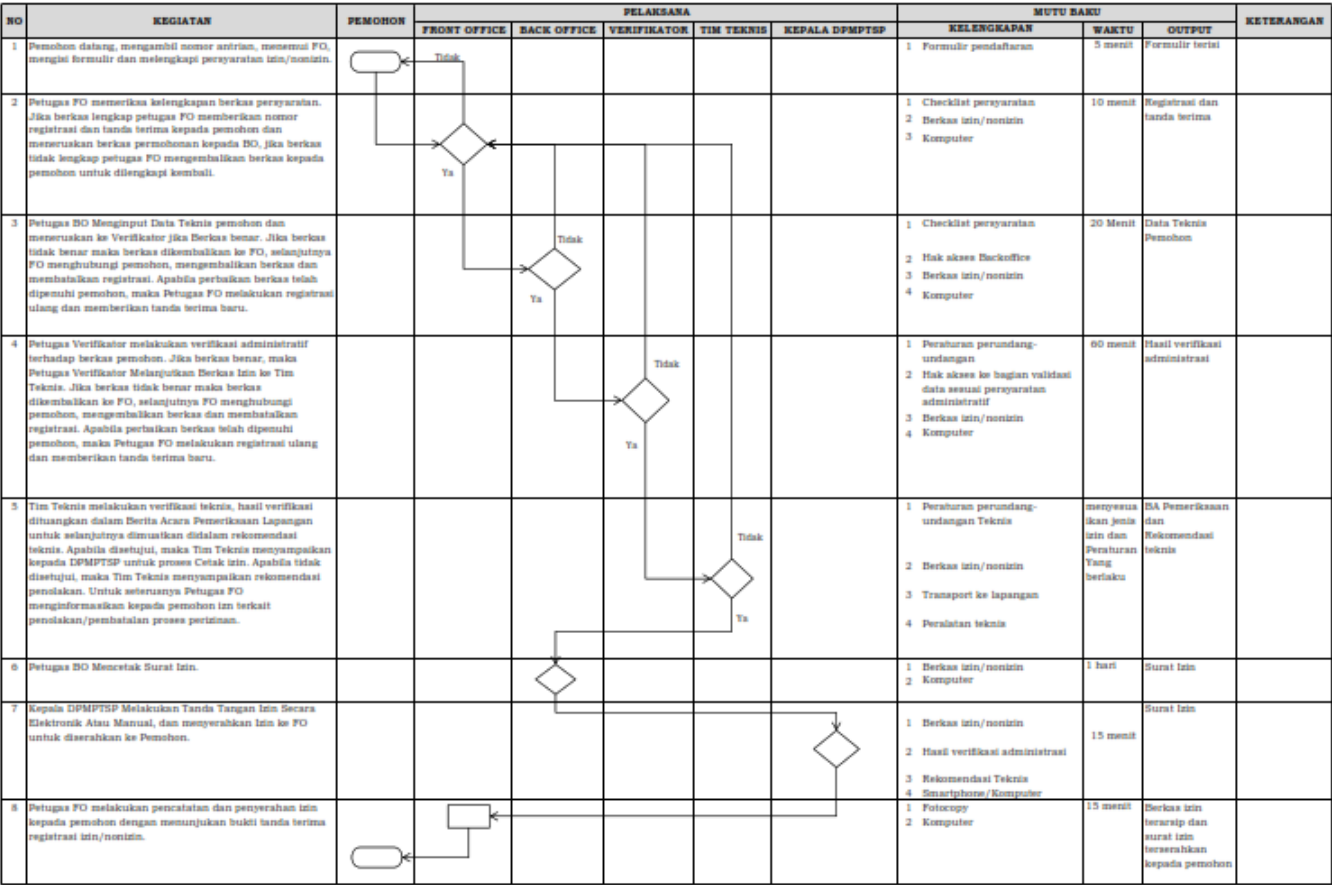 NO
KEGIATAN
PEMOHON
PELAKSANA
FRONT OFFICE
BACK OFFICE
VERIFIKATOR
TIM TEKNIS
KEPALA DPMPTSP
MUTU BAKU
KELENGKAPAN
WAKTU
OUTPUT
KETERANGAN
1
Pemohon datang, mengambil nomor antrian, menemui FO,
mengisi formulir dan melengkapi persyaratan izin/nonizin.
Tidak
1 Formulir pendaftaran
5 menit
Formulir terisi
2
Petugas FO memeriksa kelengkapan berkas persyaratan.
Jika berkas lengkap petugas FO memberikan nomor
registrasi dan tanda terima kepada pemohon dan
meneruskan berkas permohonan kepada BO, jika berkas
tidak lengkap petugas FO mengembalikan berkas kepada
pemohon untuk dilengkapi kembali.
Ya
1 Checklist persyaratan
2 Berkas izin/nonizin
3 Komputer
10 menit
Registrasi dan
tanda terima
3
Petugas BO Menginput Data Teknis pemohon dan
meneruskan ke Verifikator jika Berkas benar. Jika berkas
tidak benar maka berkas dikembalikan ke FO, selanjutnya
FO menghubungi pemohon, mengembalikan berkas dan
membatalkan registrasi. Apabila perbaikan berkas telah
dipenuhi pemohon, maka Petugas FO melakukan registrasi
ulang dan memberikan tanda terima baru.
Tidak
Ya
1 Checklist persyaratan
2 Hak akses Backoffice
3 Berkas izin/nonizin
4 Komputer
20 Menit
Data Teknis
Pemohon
4
Petugas Verifikator melakukan verifikasi administratif
terhadap berkas pemohon. Jika berkas benar, maka
Petugas Verifikator Melanjutkan Berkas Izin ke Tim
Teknis. Jika berkas tidak benar maka berkas
dikembalikan ke FO, selanjutnya FO menghubungi
pemohon, mengembalikan berkas dan membatalkan
registrasi. Apabila perbaikan berkas telah dipenuhi
pemohon, maka Petugas FO melakukan registrasi ulang
dan memberikan tanda terima baru.
Tidak
Ya
1 Peraturan perundang-
undangan
2 Hak akses ke bagian validasi
data sesuai persyaratan
administratif
3 Berkas izin/nonizin
4 Komputer
60 menit
Hasil verifikasi
administrasi
5
Tim Teknis melakukan verifikasi teknis, hasil verifikasi
dituangkan dalam Berita Acara Pemeriksaan Lapangan
untuk selanjutnya dimuatkan didalam rekomendasi
teknis. Apabila disetujui, maka Tim Teknis menyampaikan
kepada DPMPTSP untuk proses Cetak izin. Apabila tidak
disetujui, maka Tim Teknis menyampaikan rekomendasi
penolakan. Untuk seterusnya Petugas FO
menginformasikan kepada pemohon izn terkait
penolakan/pembatalan proses perizinan.
Tidak
Ya
1 Peraturan perundang-
undangan Teknis
2 Berkas izin/nonizin
3 Transport ke lapangan
4 Peralatan teknis
menyesua
ikan jenis
izin dan
Peraturan
Yang
berlaku
BA Pemeriksaan
dan
Rekomendasi
teknis
6
Petugas BO Mencetak Surat Izin.
1 Berkas izin/nonizin
2 Komputer
1 hari
Surat Izin
7
Kepala DPMPTSP Melakukan Tanda Tangan Izin Secara
Elektronik Atau Manual, dan menyerahkan Izin ke FO
untuk diserahkan ke Pemohon.
1 Berkas izin/nonizin
2 Hasil verifikasi administrasi
3 Rekomendasi Teknis
4 Smartphone/Komputer
15 menit
Surat Izin
8
Petugas FO melakukan pencatatan dan penyerahan izin
kepada pemohon dengan menunjukan bukti tanda terima
registrasi izin/nonizin.
1 Fotocopy
2 Komputer
15 menit
Berkas izin
terarsip dan
surat izin
terserahkan
kepada pemohon